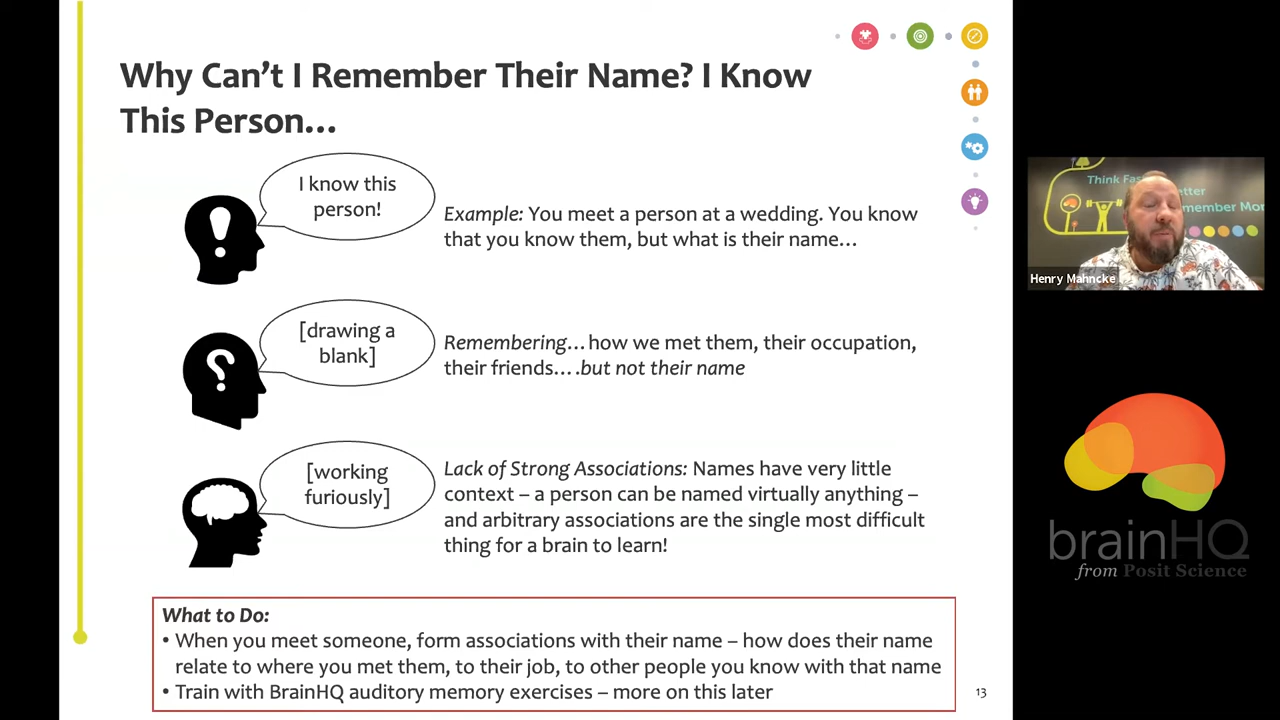 Why Can't I Remember Their Name? I Know
This Person...
I know this
person!
Example: You meet a person at a wedding. You know
that you know them, but what is their name...
[drawing a
blank]
Remembering... how we met them, their occupation,
their friends....but not their name
[working
furiously]
Lack of Strong Associations: Names have very little
context – a person can be named virtually anything –
and arbitrary associations are the single most difficult
thing for a brain to learn!
What to Do:
• When you meet someone, form associations with their name – how does their name
relate to where you met them, to their job, to other people you know with that name
• Train with BrainHQ auditory memory exercises – more on this later
13
Think Fas
etter
member Mor
Henry Mahncke
brainHQ
from Posit Science